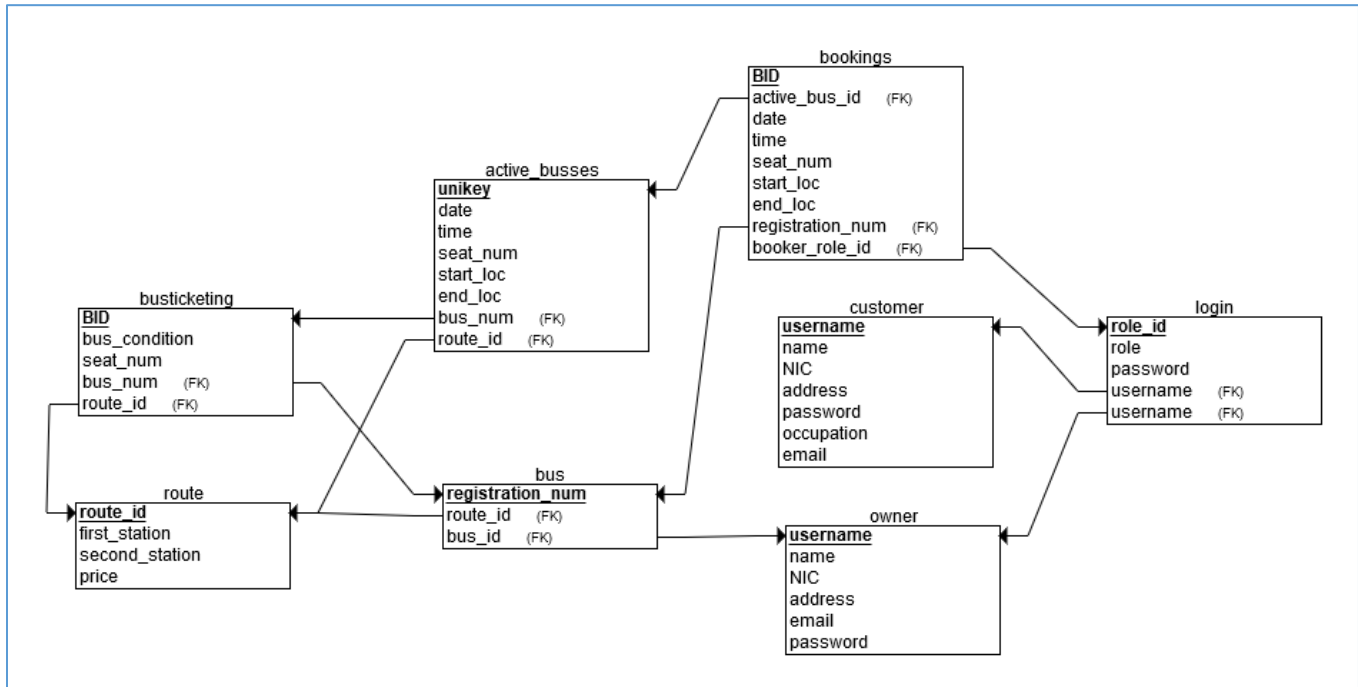 bookings
BID
active_bus_id (FK)
date
time
seat_num
start_loc
end_loc
registration_num (FK)
booker_role_id (FK)
active_busses
unikey
date
time
seat_num
start_loc
end_loc
bus_num (FK)
route_id (FK)
busticketing
BID
bus_condition
seat_num
bus_num (FK)
route_id (FK)
customer
username
name
NIC
address
password
occupation
email
login
role_id
role
password
username (FK)
username (FK)
route
route_id
first_station
second_station
price
bus
registration_num
route_id (FK)
bus_id (FK)
owner
username
name
NIC
address
email
password